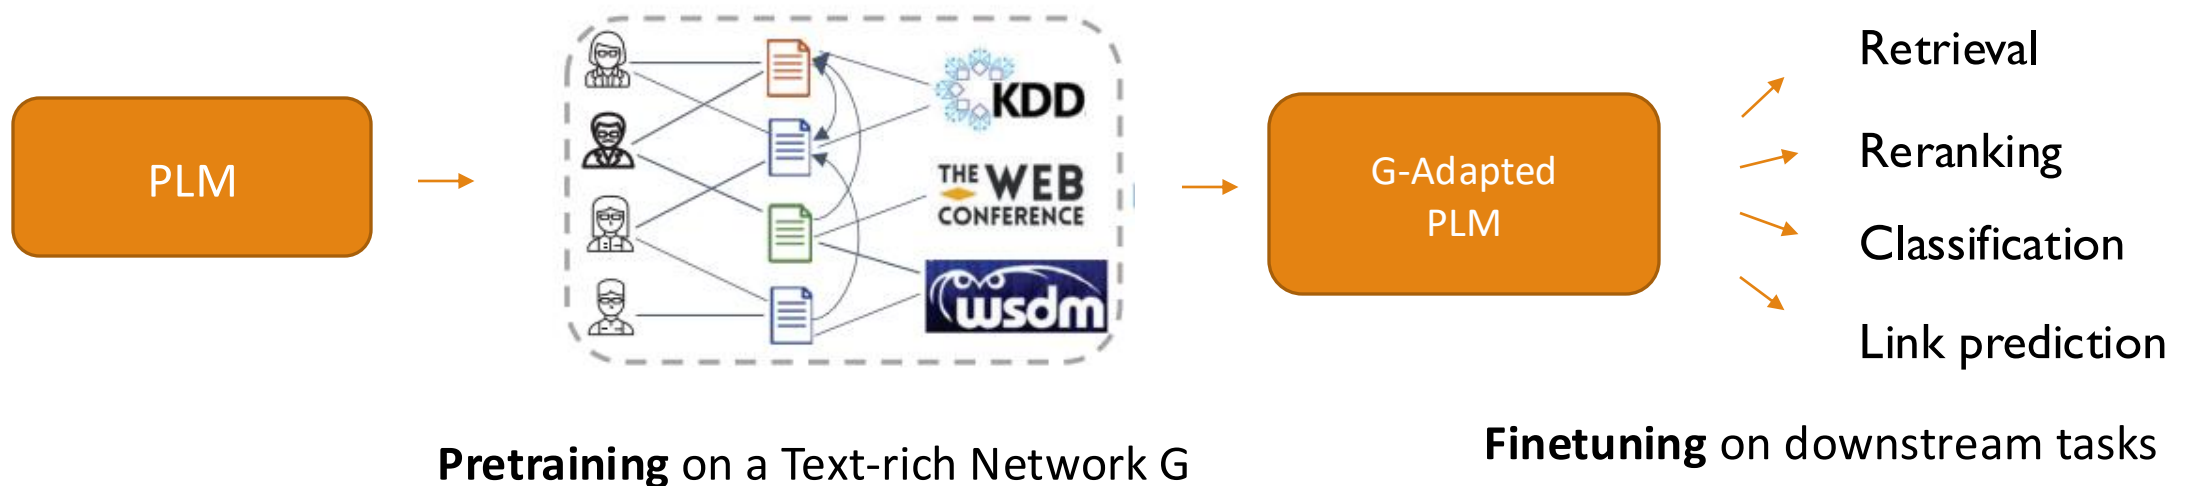 PLM
KDD
THE WEB
CONFERENCE
wsdm
Pretraining on a Text-rich Network G
G-Adapted
PLM
Retrieval
Reranking
Classification
Link prediction
Finetuning on downstream tasks